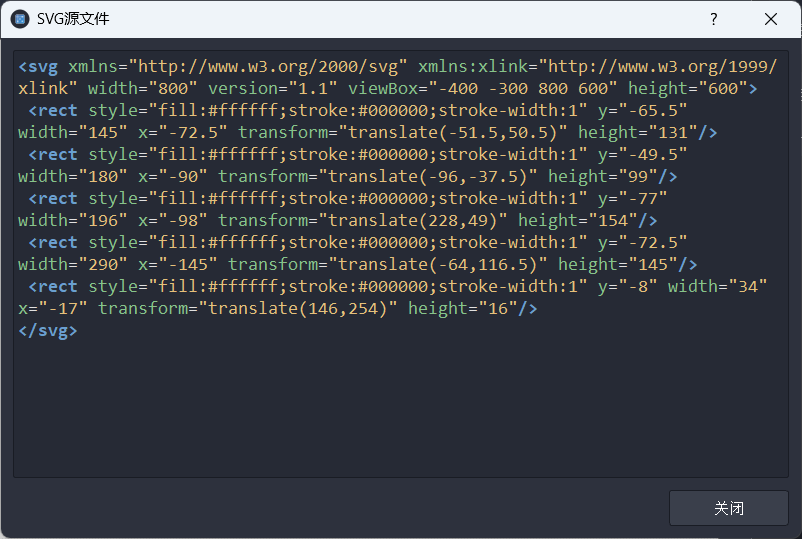 SVG源文件
<svg xmlns="http://www.w3.org/2000/svg" xmlns:xlink="http://www.w3.org/1999/
xlink" width="800" version="1.1" viewBox="-400 -300 800 600" height="600">
<rect style="fill:#ffffff;stroke:#000000;stroke-width:1" y="-65.5"
width="145" x="-72.5" transform="translate(-51.5,50.5)" height="131"/>
<rect style="fill:#ffffff;stroke:#000000;stroke-width:1" y="-49.5"
width="180" x="-90" transform="translate(-96,-37.5)" height="99"/>
<rect style="fill:#ffffff;stroke:#000000;stroke-width:1" y="-77"
width="196" x="-98" transform="translate(228,49)" height="154"/>
<rect style="fill:#ffffff;stroke:#000000;stroke-width:1" y="-72.5"
width="290" x="-145" transform="translate(-64,116.5)" height="145"/>
<rect style="fill:#ffffff;stroke:#000000;stroke-width:1" y="-8" width="34"
x="-17" transform="translate(146,254)" height="16"/>
</svg>
关闭